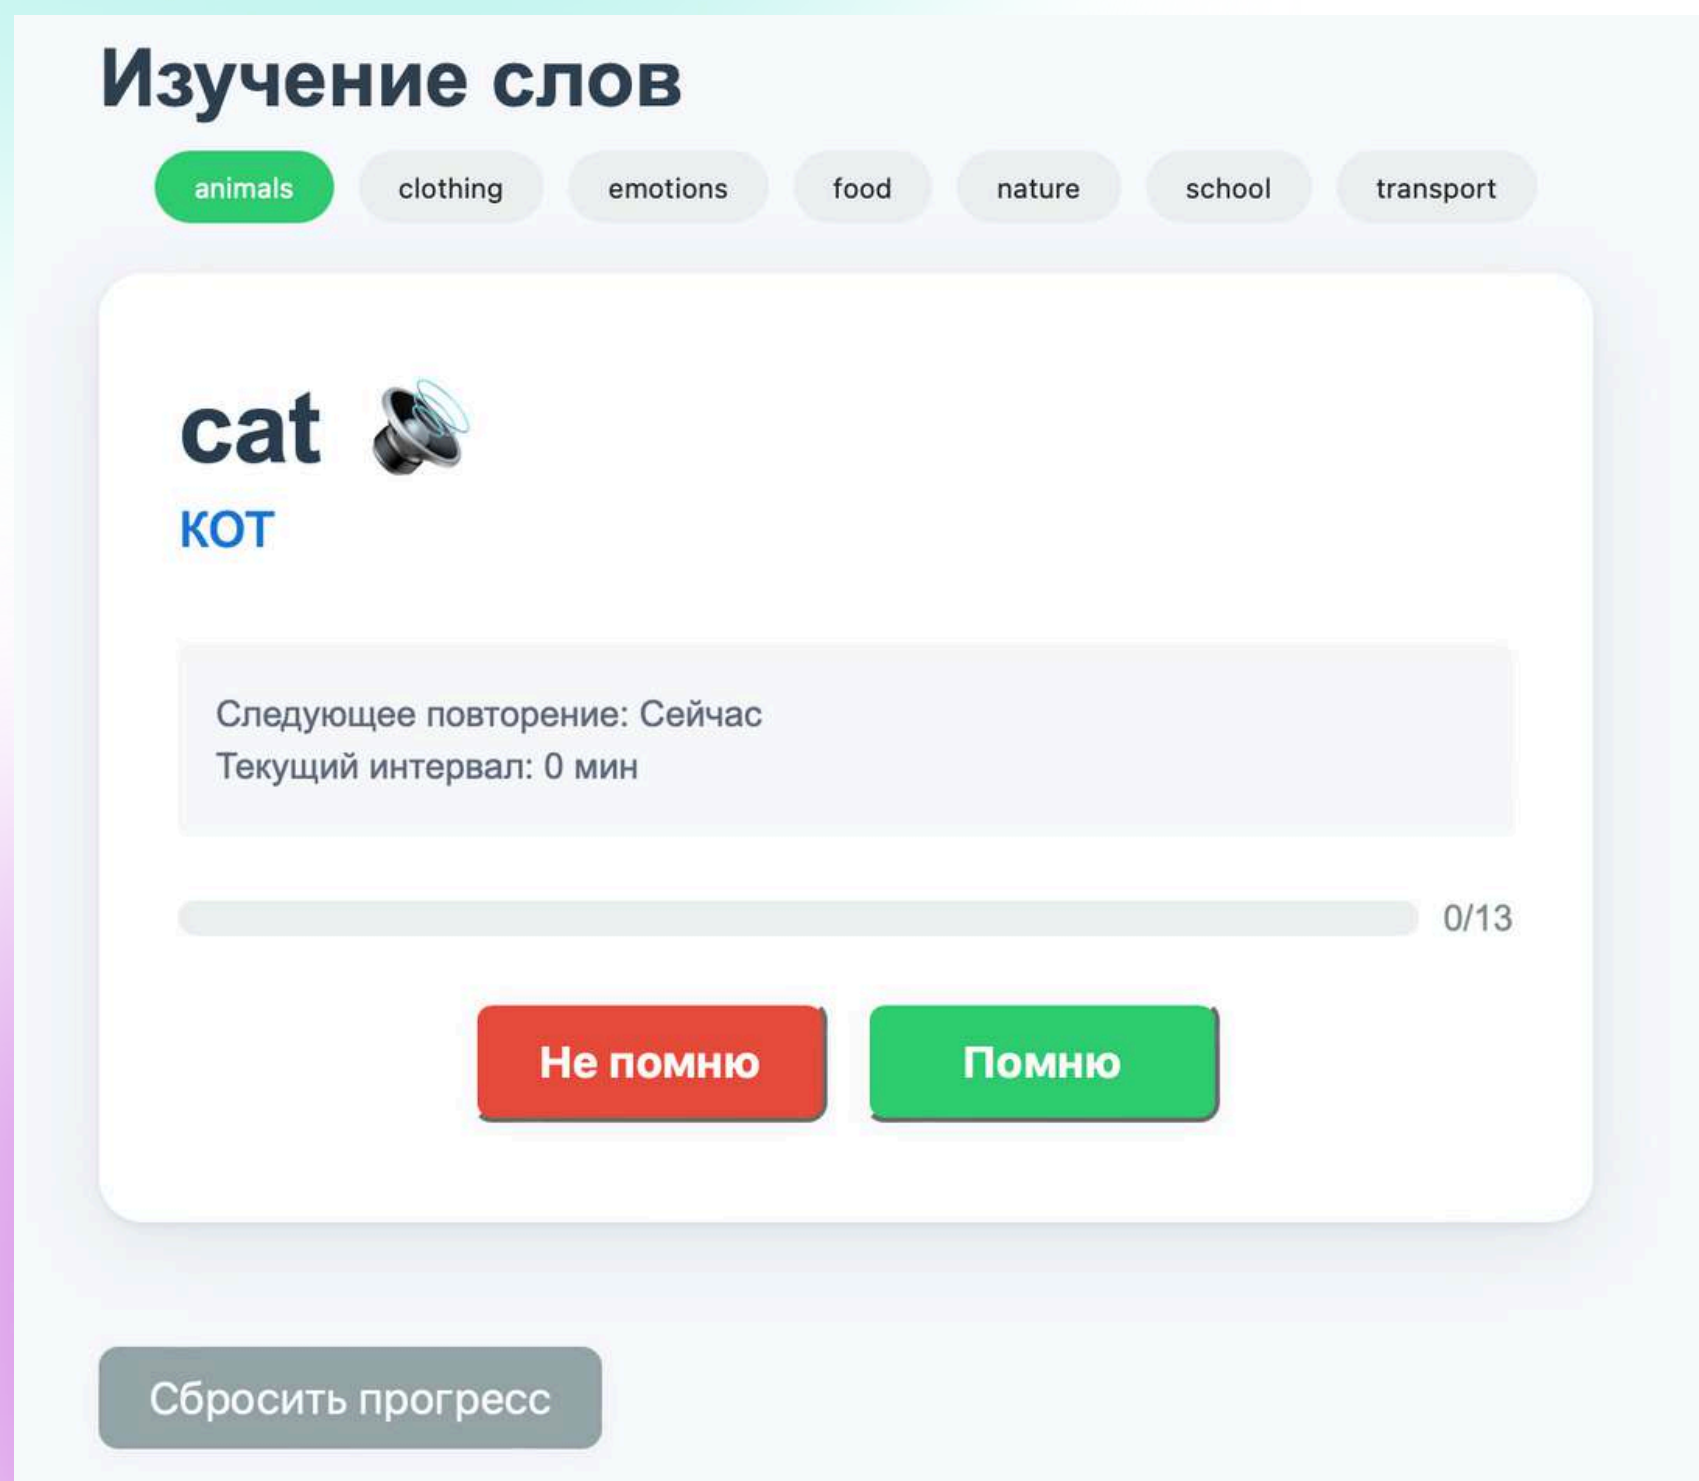 Изучение слов
animals clothing emotions food nature school transport
cat
КОТ
Следующее повторение: Сейчас
Текущий интервал: 0 мин
0/13
Не помню Помню
Сбросить прогресс